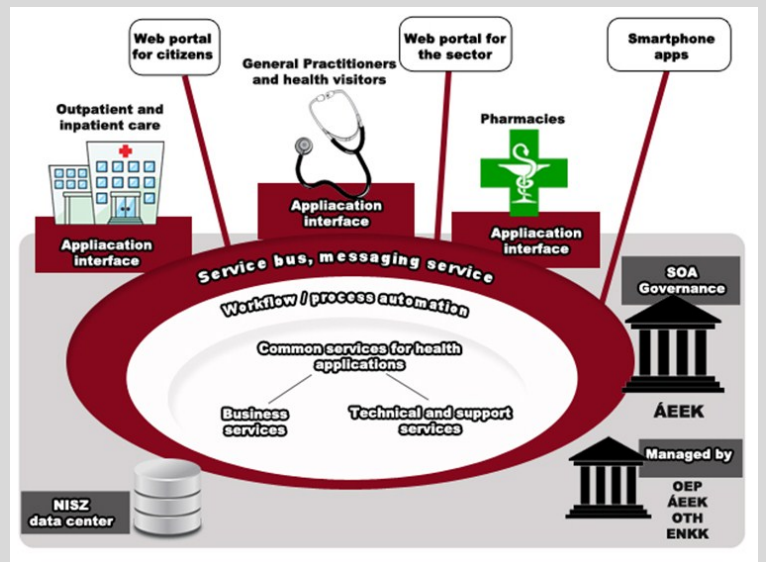 Web portal
for citizens
General Practitioners
and health visitors
Web portal for
the sector
Smartphone
apps
Outpatient and
inpatient care
Pharmacies
Appliacation
interface
Appliacation
interface
Appliacation
interface
Service bus, messaging service
Workflow / process automation
Common services for health
applications
Business
services
Technical and support
services
SOA
Governance
ÁEEK
Managed by
OEP
ÁEEK
OTH
ENKK
NISZ
data center